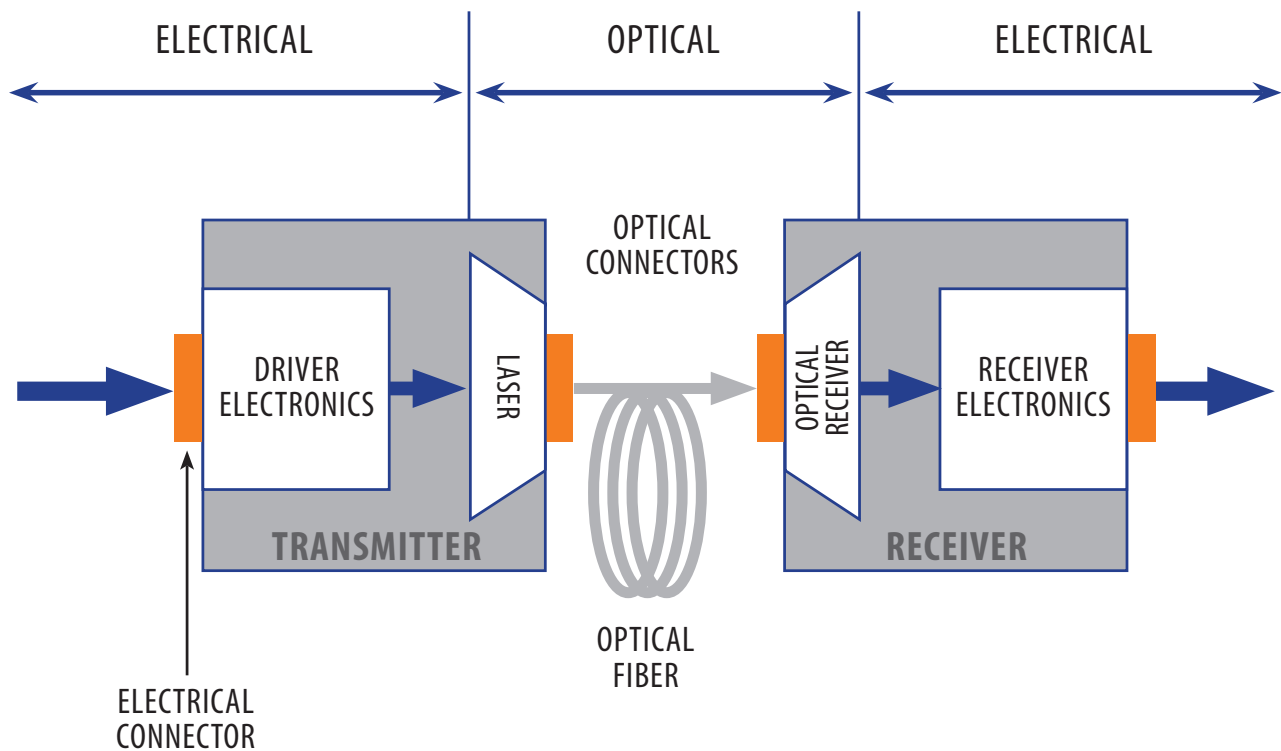 ELECTRICAL
OPTICAL
ELECTRICAL
OPTICAL
CONNECTORS
DRIVER
ELECTRONICS
LASER
OPTICAL
RECEIVER
RECEIVER
ELECTRONICS
TRANSMITTER
RECEIVER
OPTICAL
FIBER
ELECTRICAL
CONNECTOR